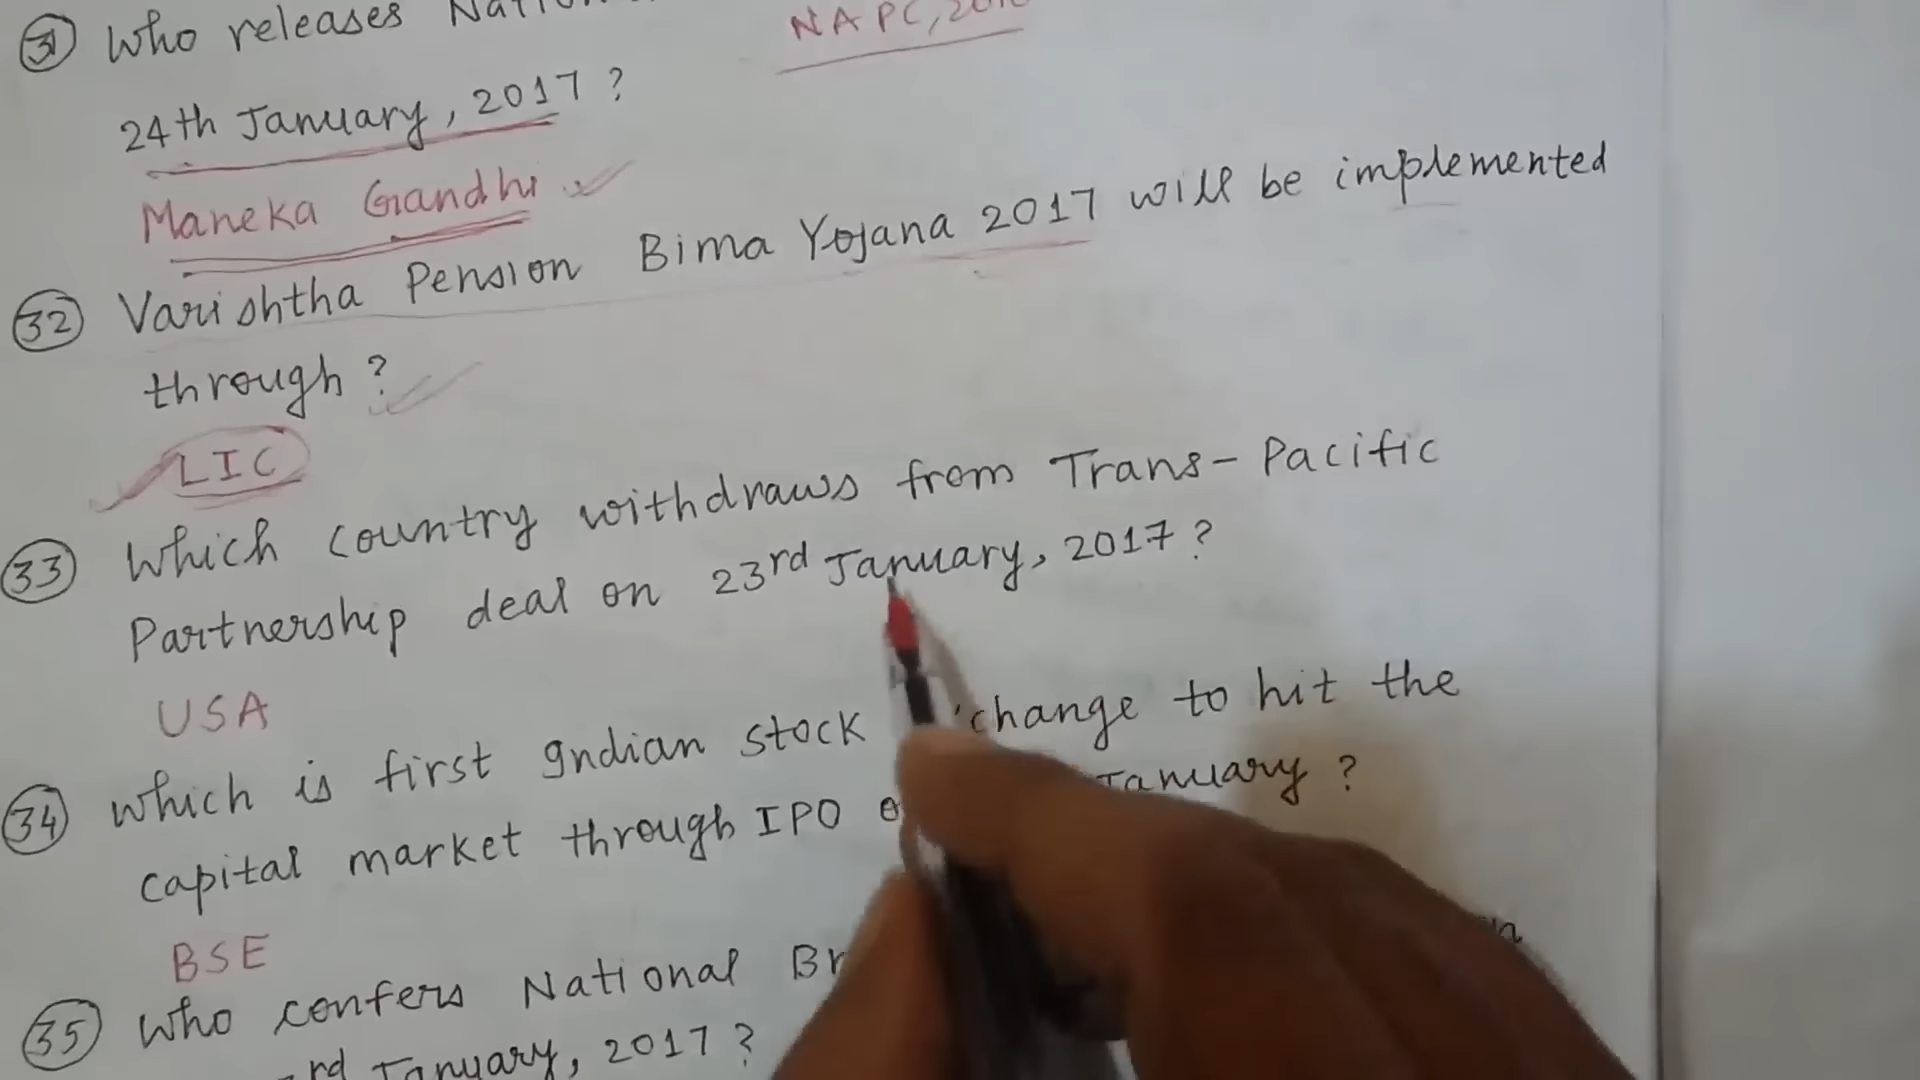 31 Who releases
NAPC,
24th January, 2017 ?
Maneka Gandhi
32 Varishtha Pension Bima Yojana 2017 will be implemented
through ?
LIC
33 Which country withdraws from Trans-Pacific
Partnership deal on 23rd January, 2017 ?
USA
34 Which is first Indian stock change to hit the
capital market through IPO January ?
BSE
35 Who confers National
rd January, 2017 ?